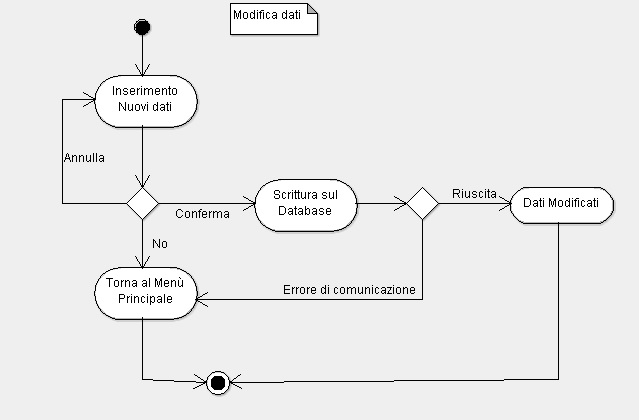 Modifica dati
Inserimento
Nuovi dati
Annulla
Conferma
Scrittura sul
Database
Riuscita
Dati Modificati
No
Torna al Menù
Principale
Errore di comunicazione